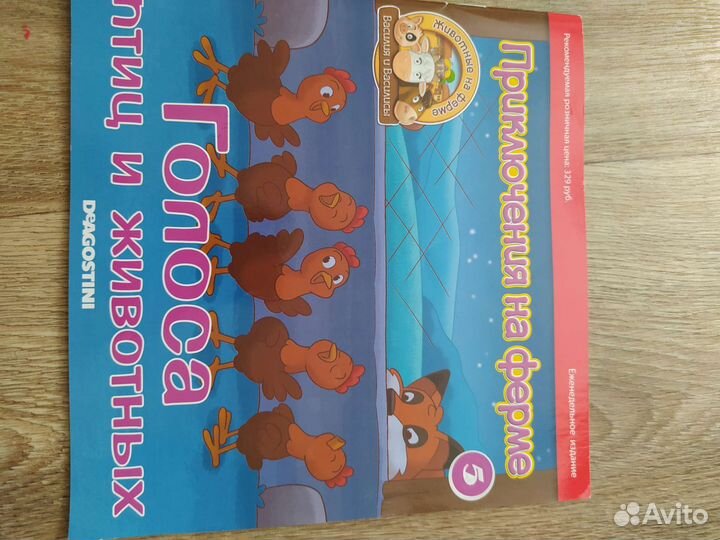 Рекомендуемая розничная цена: 329 руб.
Еженедельное издание
Приключения на ферме
Животные на ферме
Василия и Василисы
5
Голоса
птиц и животных
DeAGOSTINI
Avito